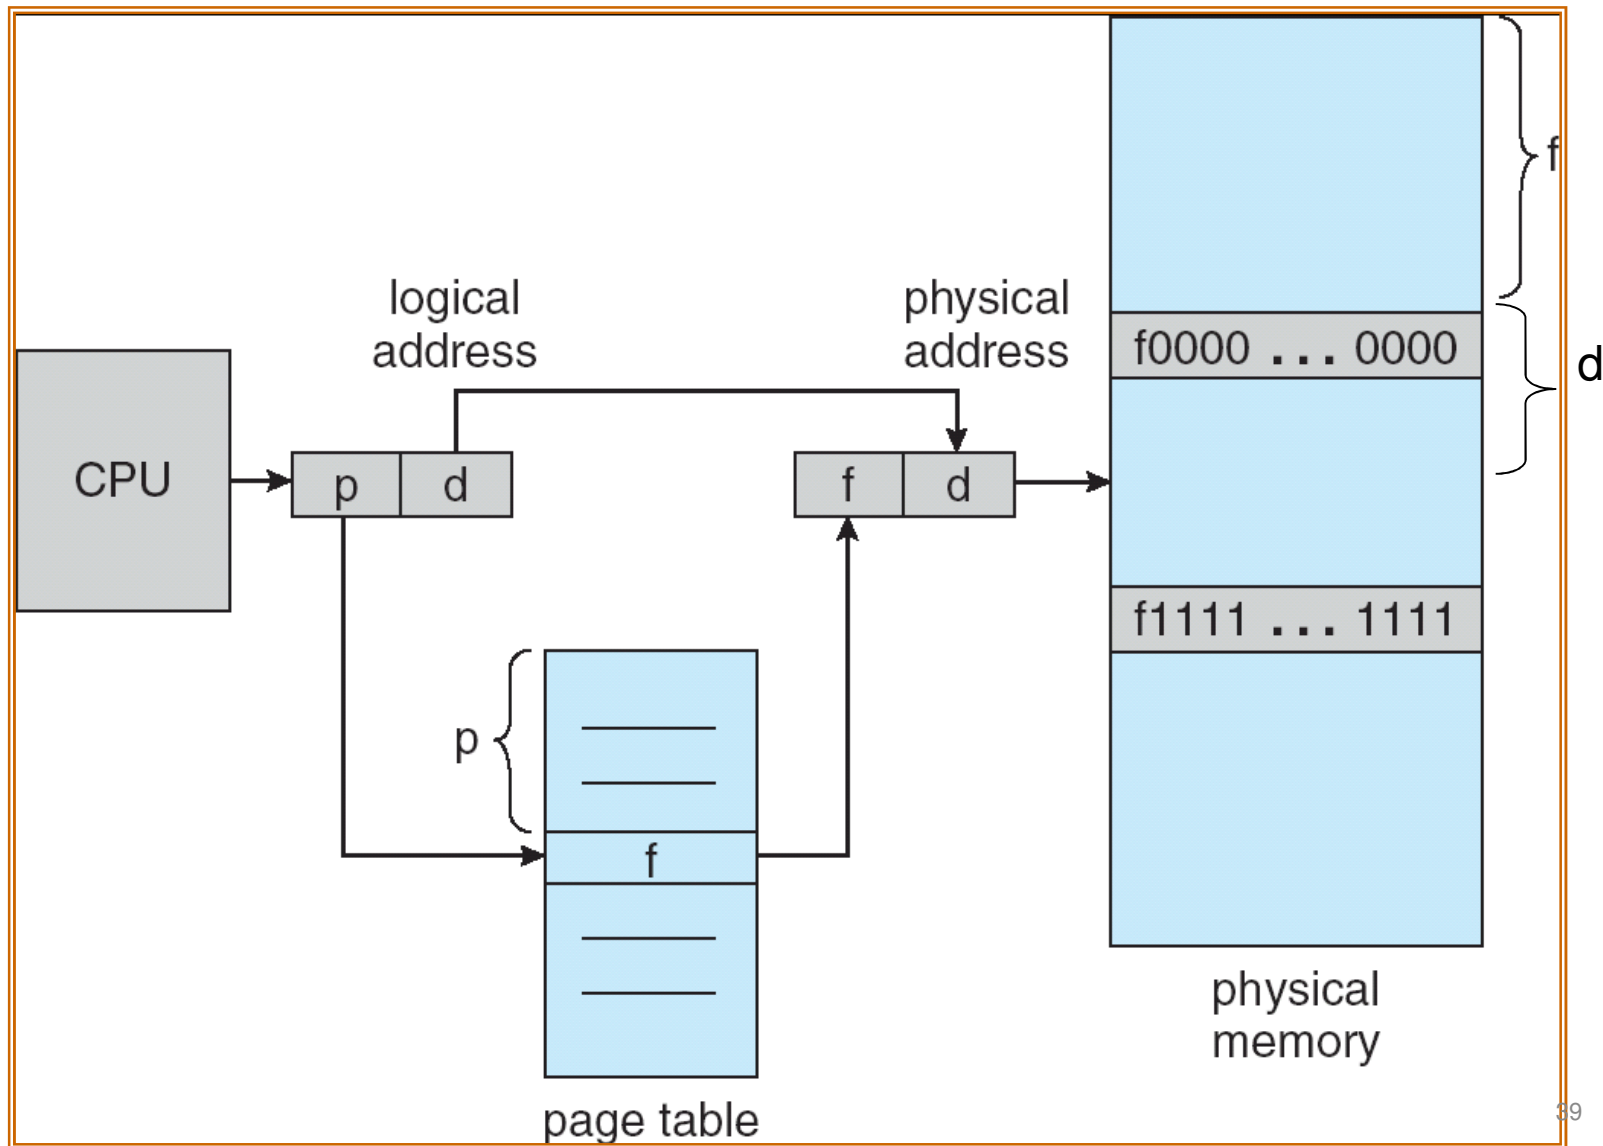 f
logical
address
physical
address
f0000 ... 0000
d
CPU
p
d
f
d
f1111 ... 1111
p
f
physical
memory
page table
39